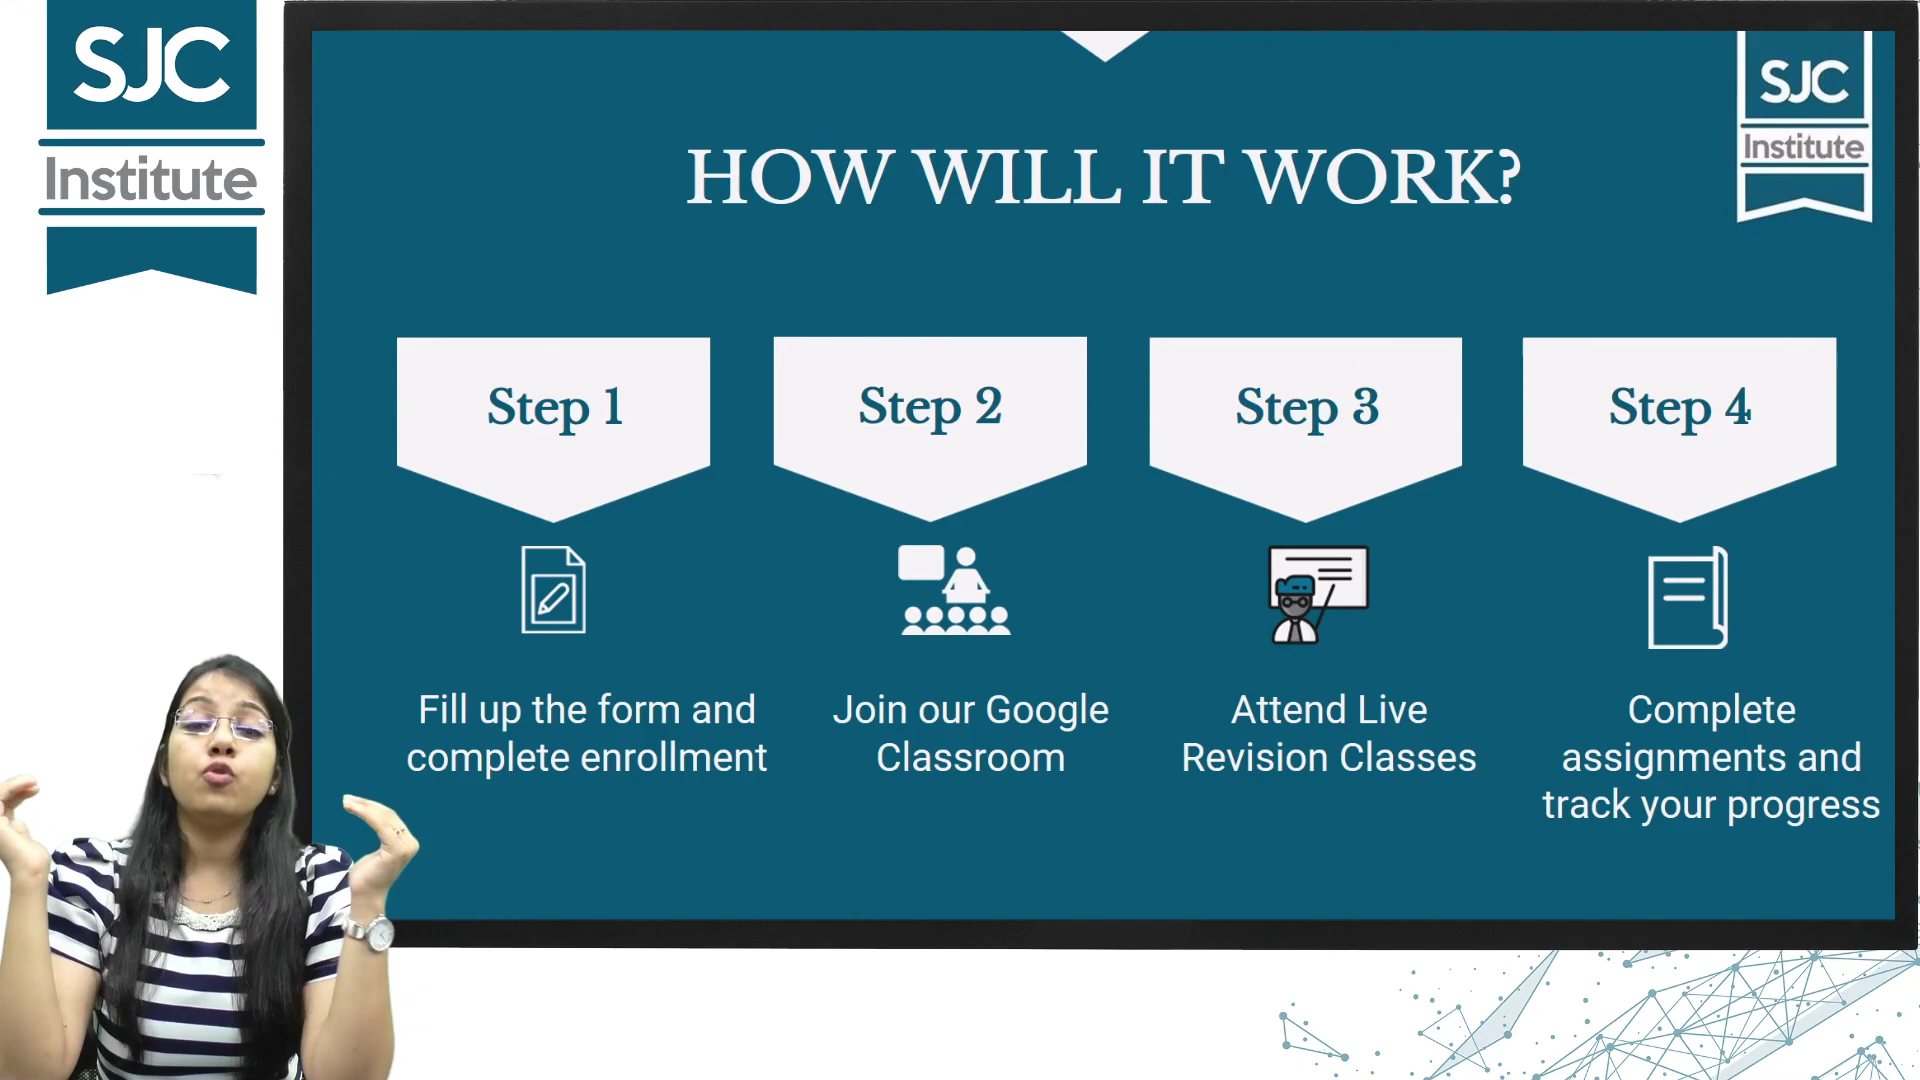 SJC
Institute
SJC
Institute
HOW WILL IT WORK?
Step 1
Step 2
Step 3
Step 4
Fill up the form and
complete enrollment
Join our Google
Classroom
Attend Live
Revision Classes
Complete
assignments and
track your progress